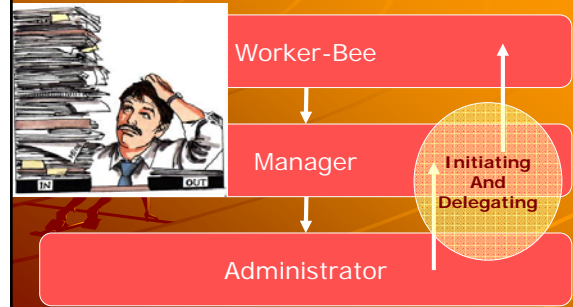 Worker-Bee
Manager
Initiating
And
Delegating
IN
OUT
Administrator